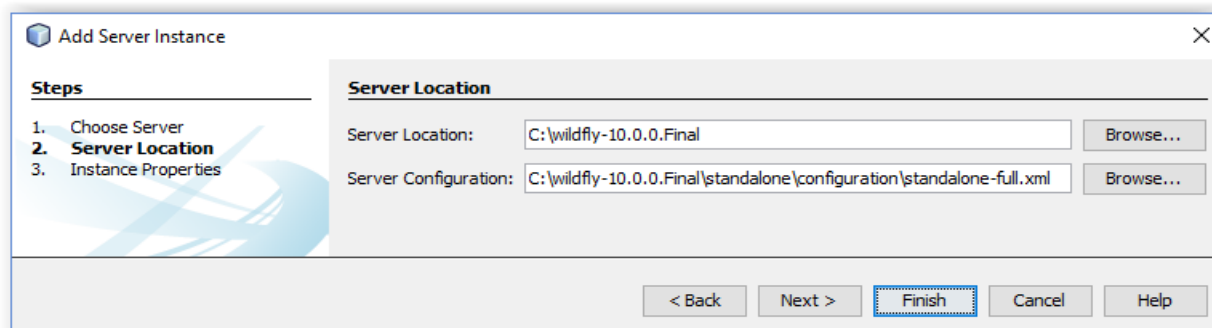 Add Server Instance
Steps
1. Choose Server
2. Server Location
3. Instance Properties
Server Location
Server Location: C:\wildfly-10.0.0.Final Browse...
Server Configuration: C:\wildfly-10.0.0.Final\standalone\configuration\standalone-full.xml Browse...
< Back Next > Finish Cancel Help